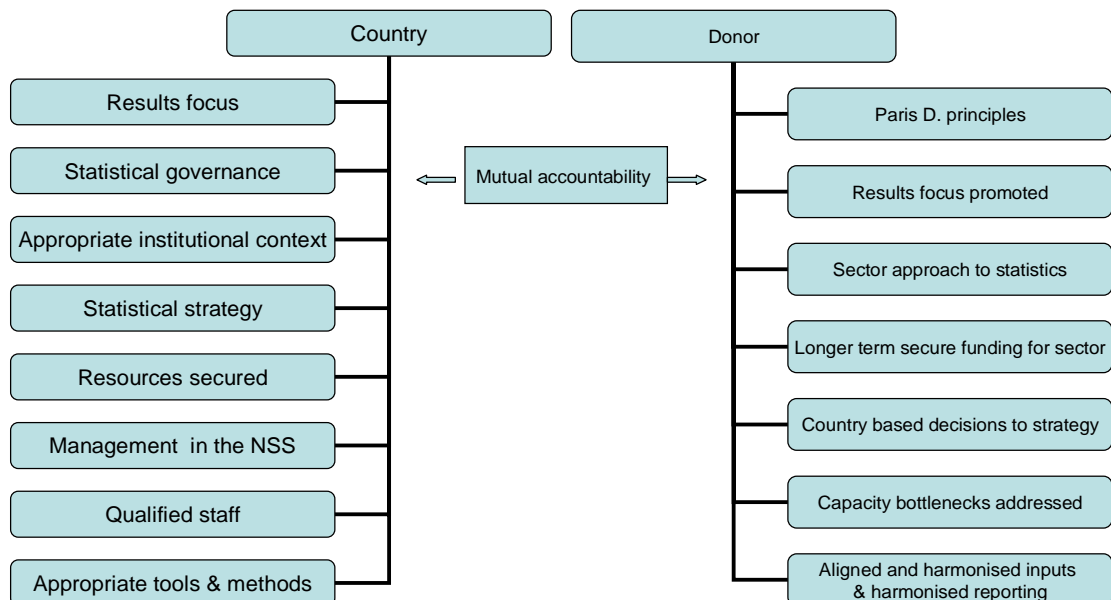 Country
Donor
Results focus
Statistical governance
Appropriate institutional context
Statistical strategy
Resources secured
Management in the NSS
Qualified staff
Appropriate tools & methods
Mutual accountability
Paris D. principles
Results focus promoted
Sector approach to statistics
Longer term secure funding for sector
Country based decisions to strategy
Capacity bottlenecks addressed
Aligned and harmonised inputs
& harmonised reporting